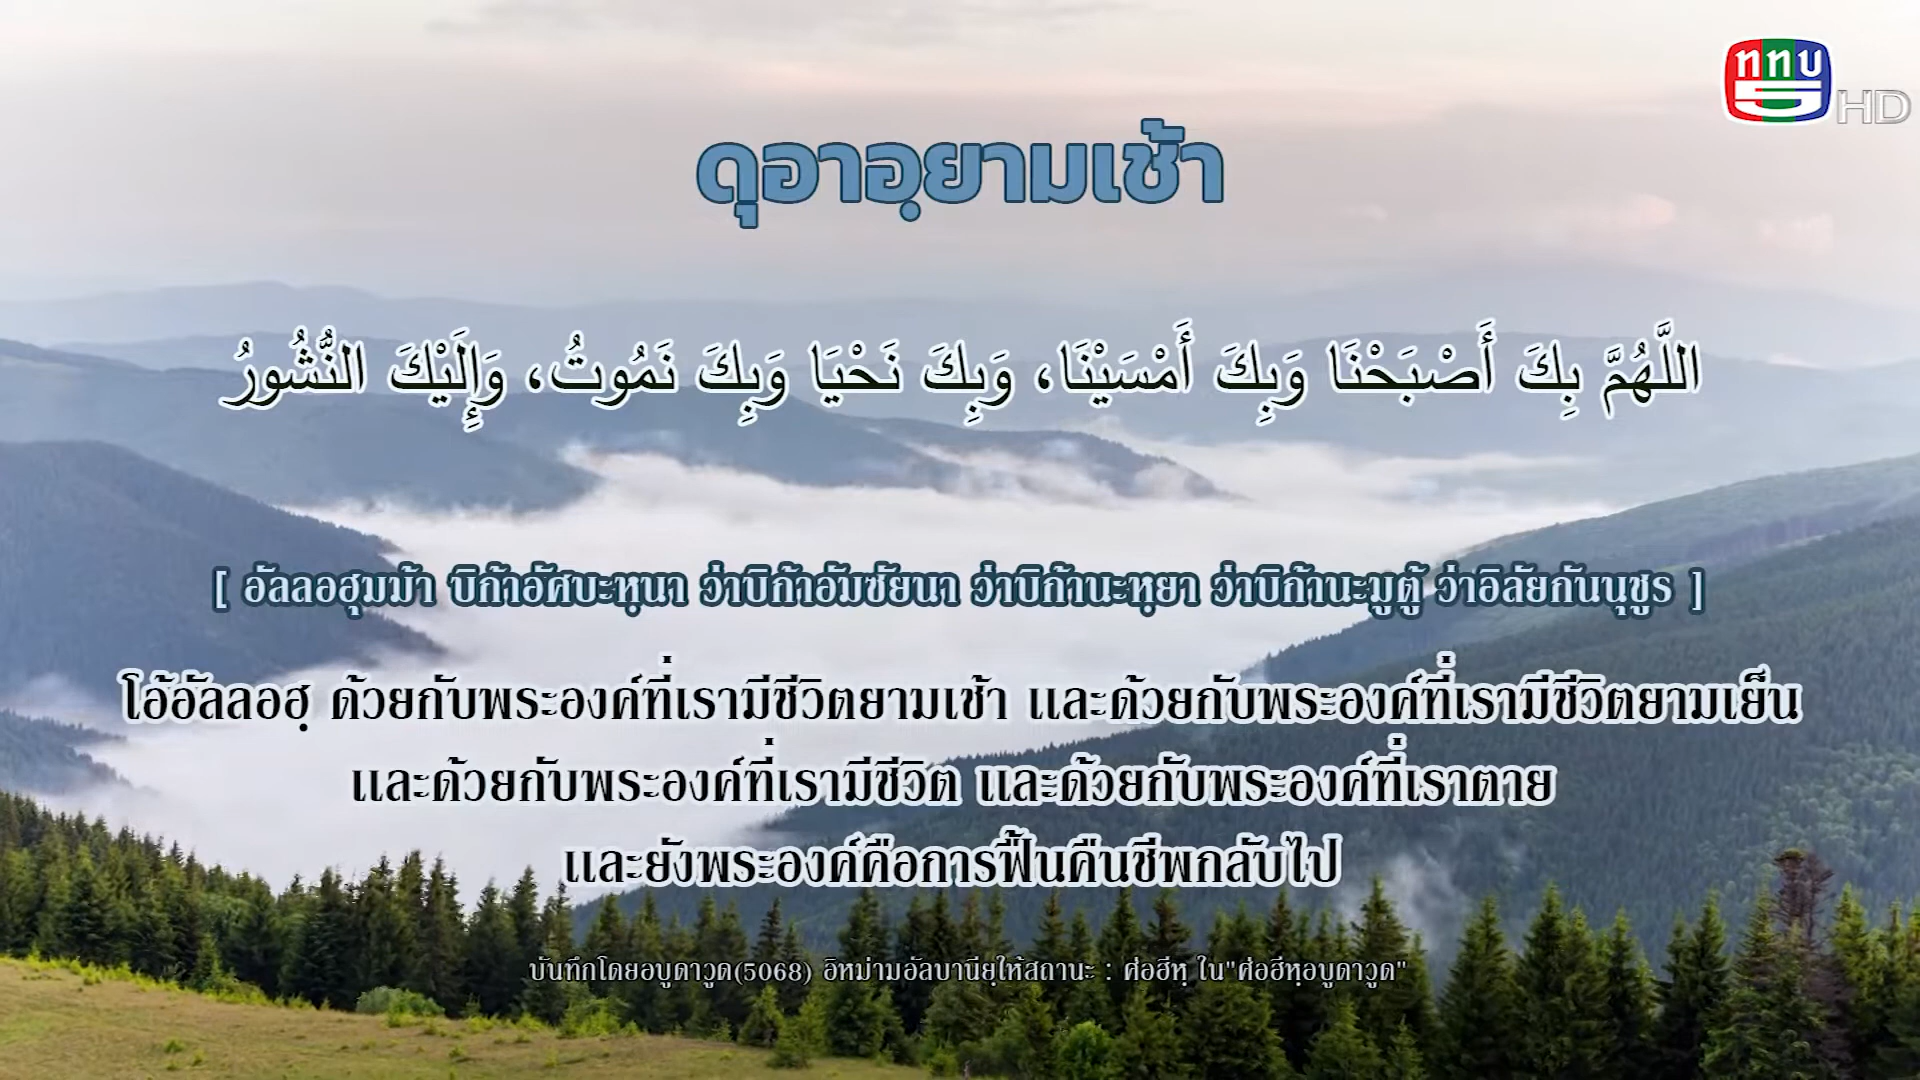 ททบ
5 HD
ดุอาอฺยามเช้า
اللَّهُمَّ بِكَ أَصْبَحْنَا وَبِكَ أَمْسَيْنَا، وَبِكَ نَحْيَا وَبِكَ نَمُوتُ، وَإِلَيْكَ النُّشُورُ
[ อัลลอฮุมม้า บิก้าอัศบะหฺนา ว่าบิก้าอัมซัยนา ว่าบิก้านะหฺยา ว่าบิก้านะมูตู้ ว่าอิลัยกันนุชูร ]
โอ้อัลลอฮฺ ด้วยกับพระองค์ที่เรามีชีวิตยามเช้า และด้วยกับพระองค์ที่เรามีชีวิตยามเย็น
และด้วยกับพระองค์ที่เรามีชีวิต และด้วยกับพระองค์ที่เราตาย
และยังพระองค์คือการฟื้นคืนชีพกลับไป
บันทึกโดยอบูดาวูด(5068) อิหม่ามอัลบานียฺให้สถานะ : ศ่อฮีหฺ ใน"ศ่อฮีหฺอบูดาวูด"